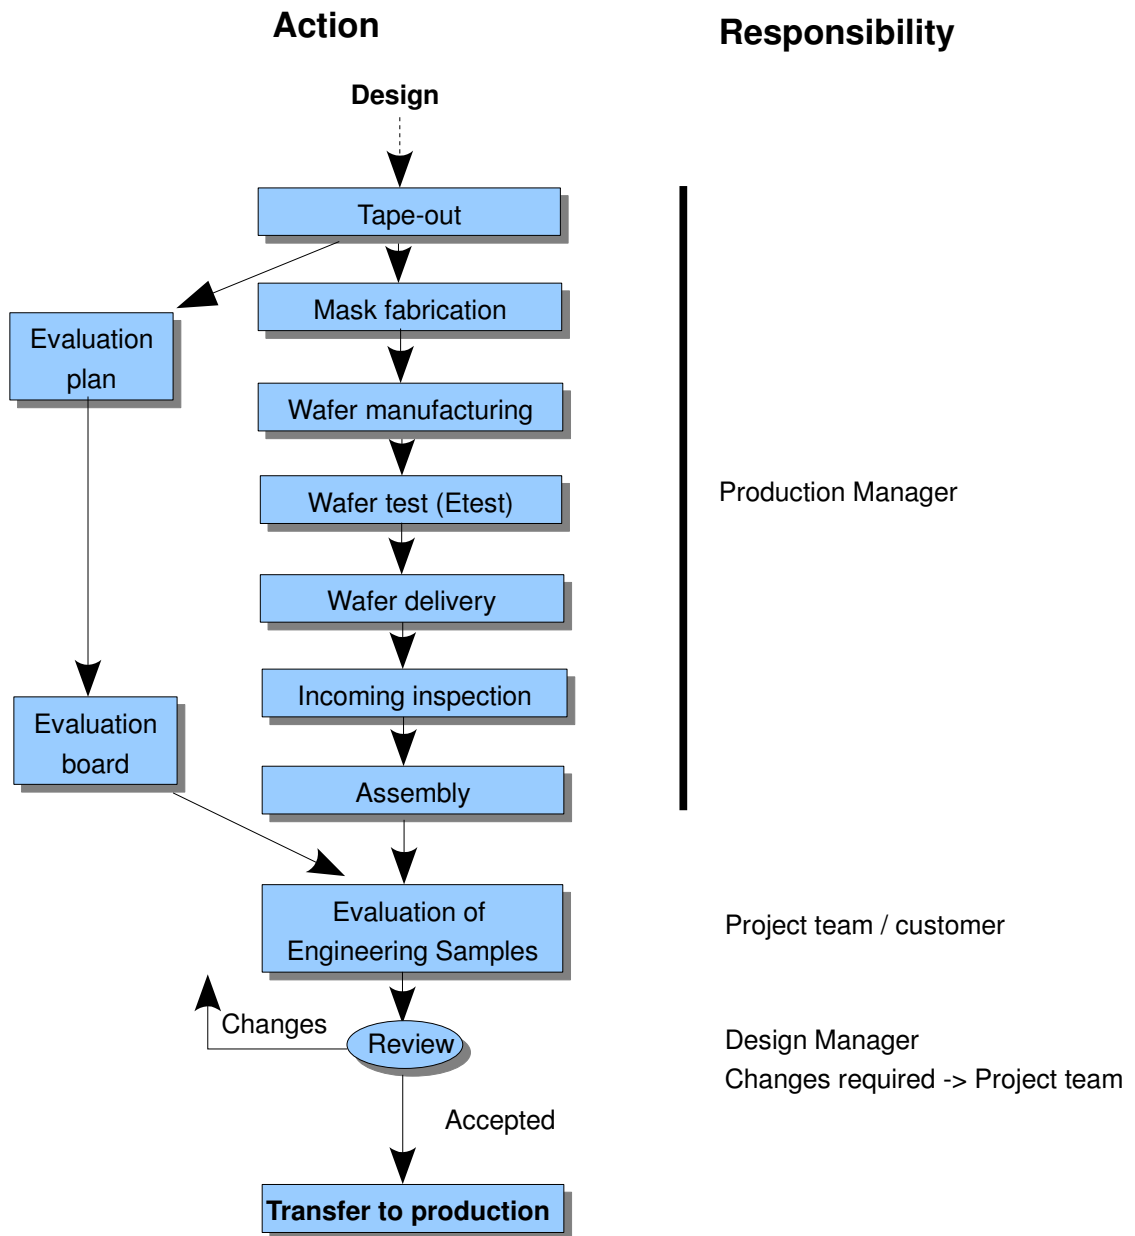 Action
Responsibility
Design
Tape-out
Mask fabrication
Evaluation
plan
Wafer manufacturing
Wafer test (Etest)
Production Manager
Wafer delivery
Incoming inspection
Evaluation
board
Assembly
Evaluation of
Engineering Samples
Project team / customer
Changes
Review
Design Manager
Changes required -> Project team
Accepted
Transfer to production